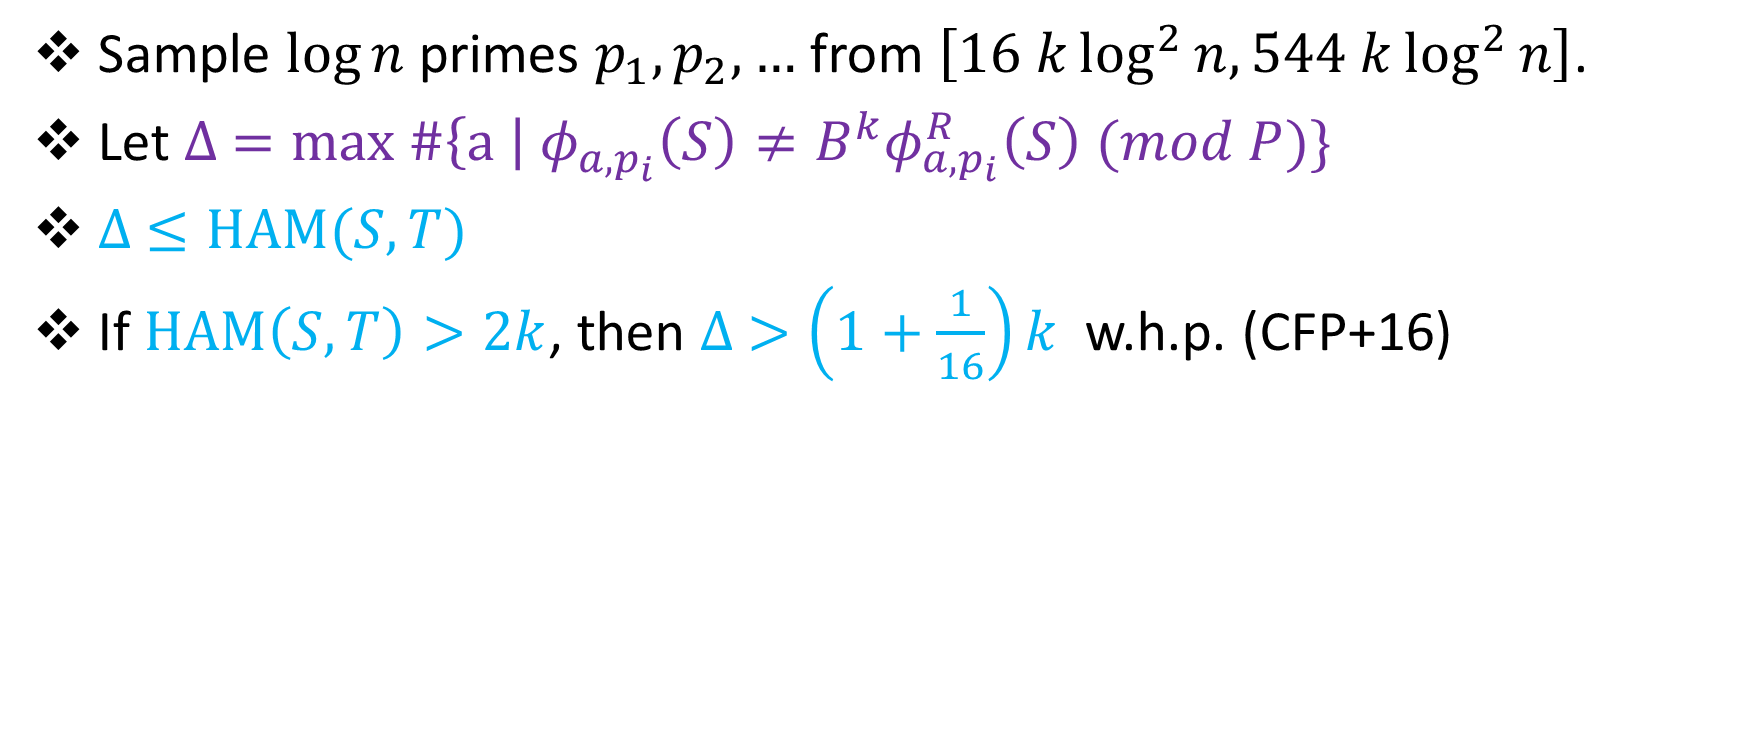 ❖ Sample log n primes p₁, p₂, … from [16 k log² n, 544 k log² n].
❖ Let Δ = max #{a | ϕ_{a,p_i}(S) ≠ B^k ϕ^R_{a,p_i}(S) (mod P)}
❖ Δ ≤ HAM(S, T)
❖ If HAM(S, T) > 2k, then Δ > (1 + 1/16) k w.h.p. (CFP+16)